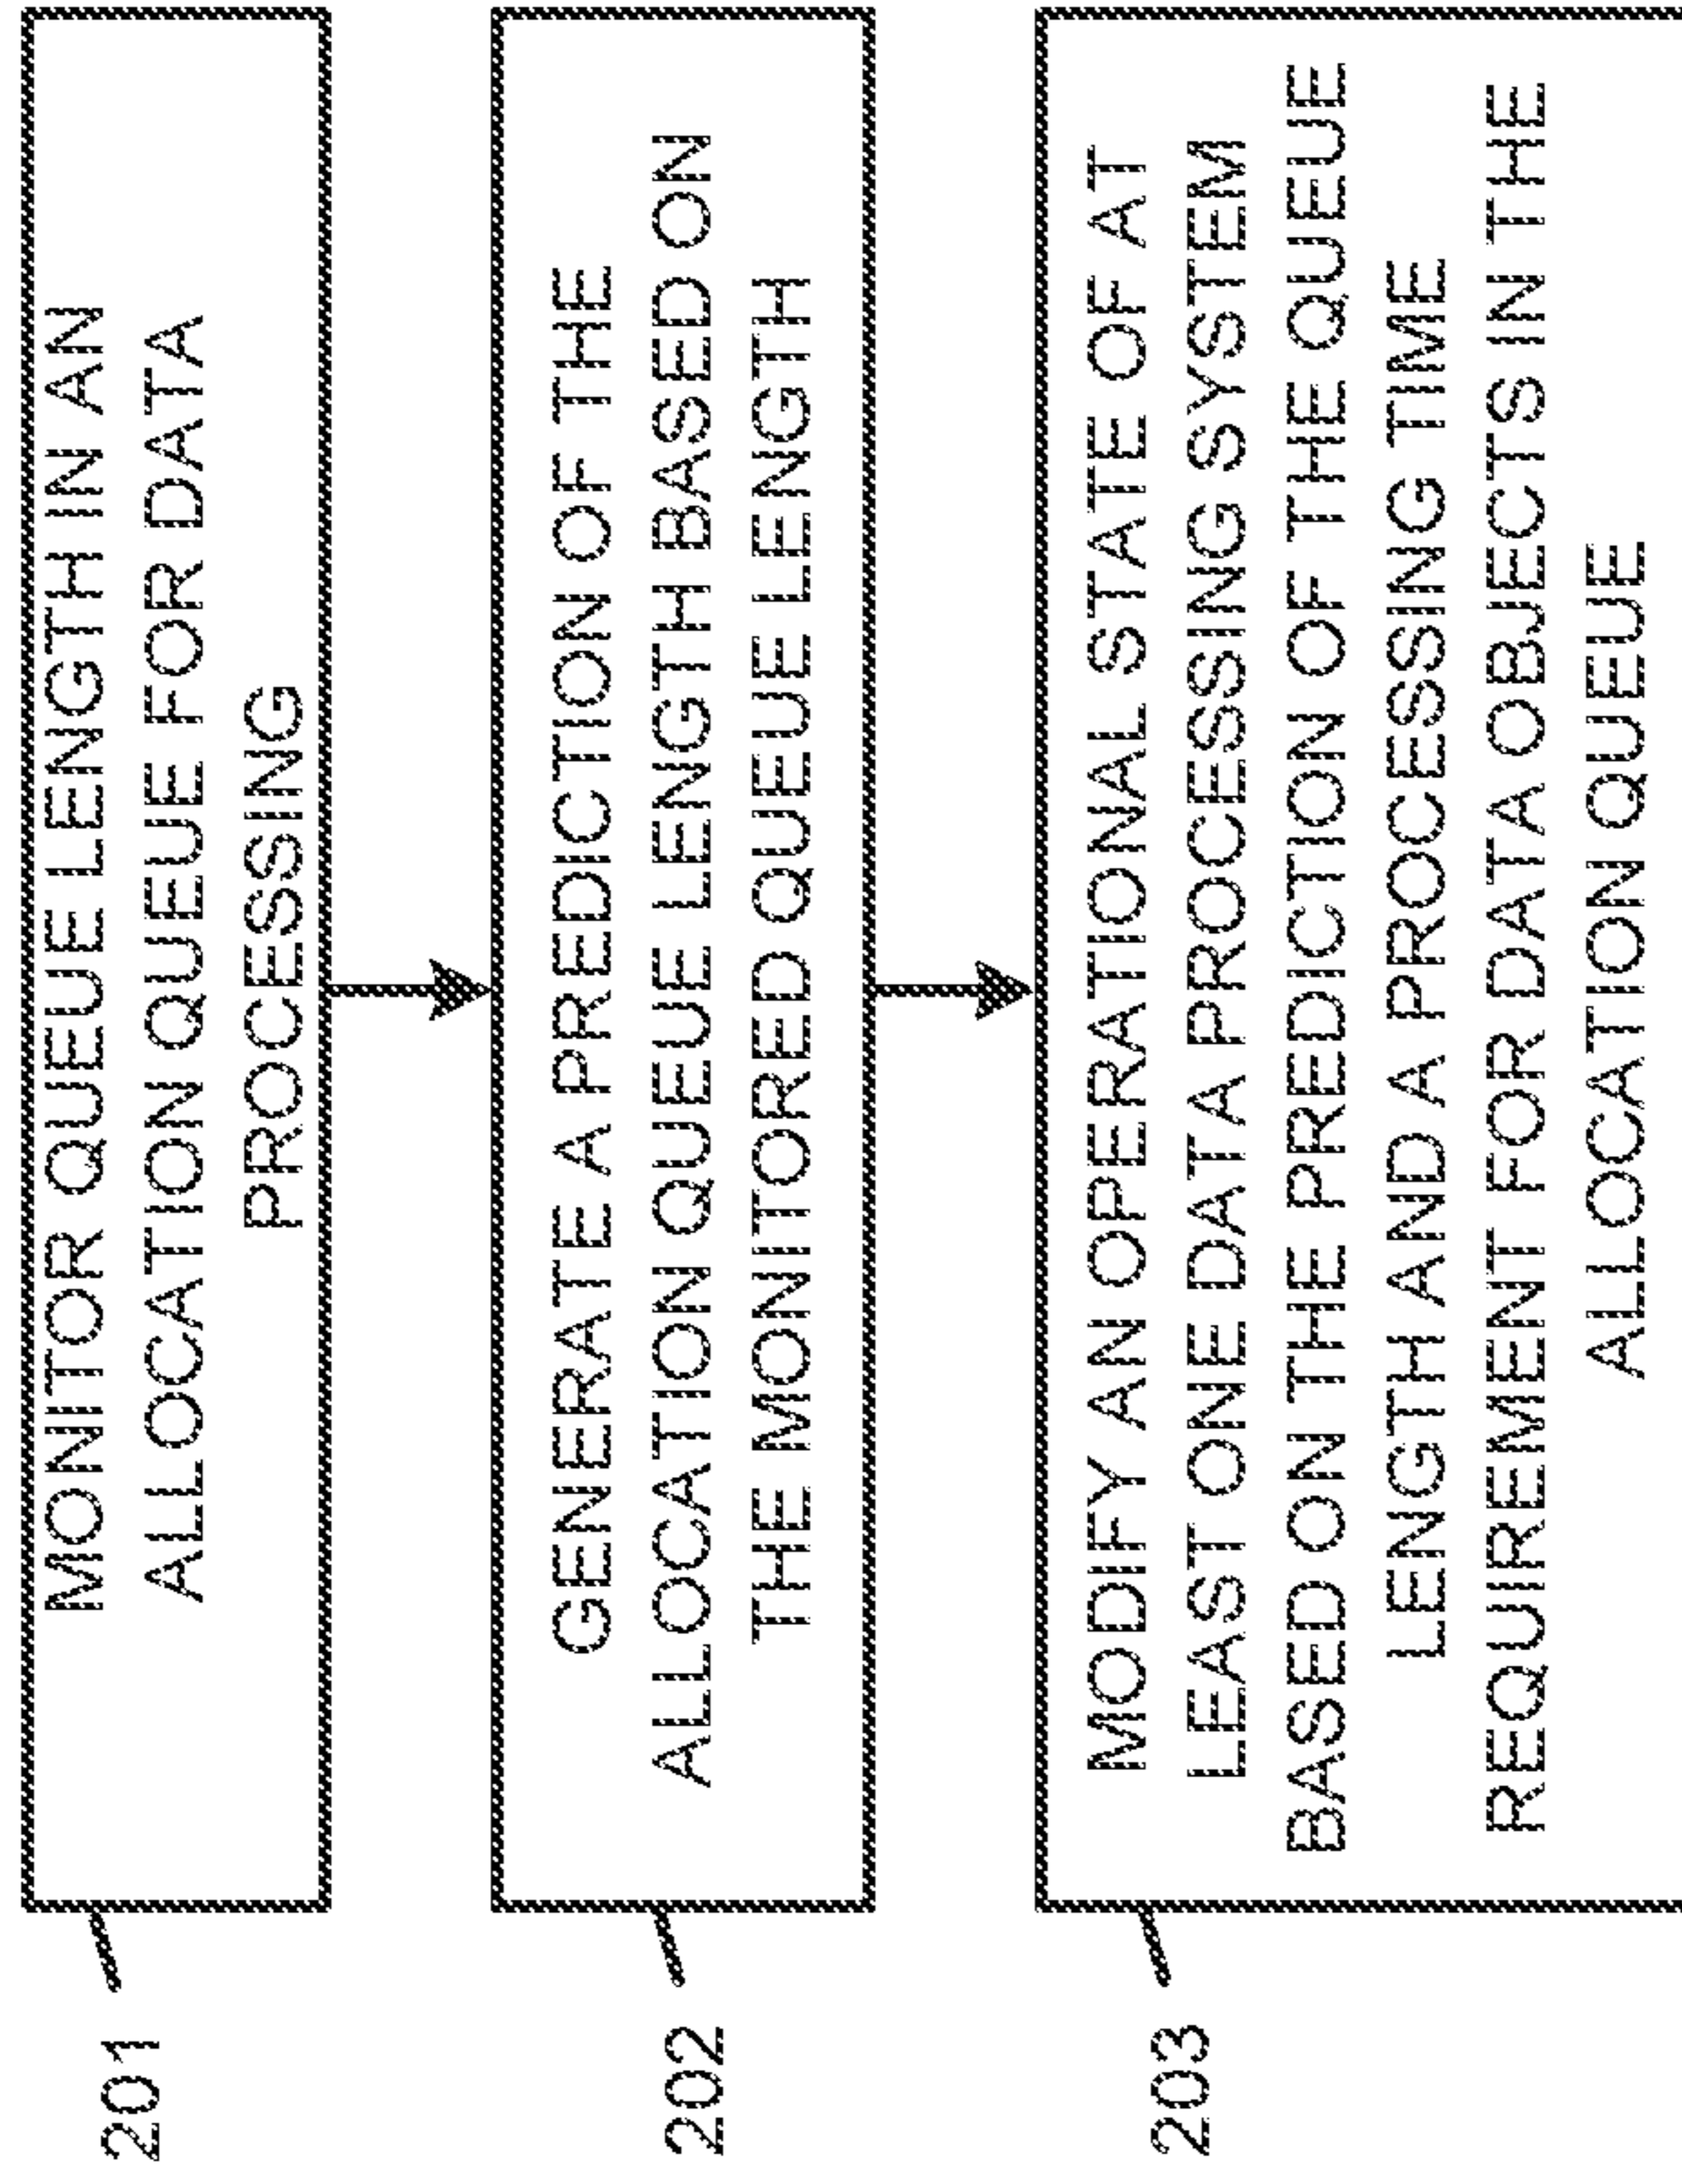 201
MONITOR QUEUE LENGTH IN AN
ALLOCATION QUEUE FOR DATA
PROCESSING
202
GENERATE A PREDICTION OF THE
ALLOCATION QUEUE LENGTH BASED ON
THE MONITORED QUEUE LENGTH
203
MODIFY AN OPERATIONAL STATE OF AT
LEAST ONE DATA PROCESSING SYSTEM
BASED ON THE PREDICTION OF THE QUEUE
LENGTH AND A PROCESSING TIME
REQUIREMENT FOR DATA OBJECTS IN THE
ALLOCATION QUEUE